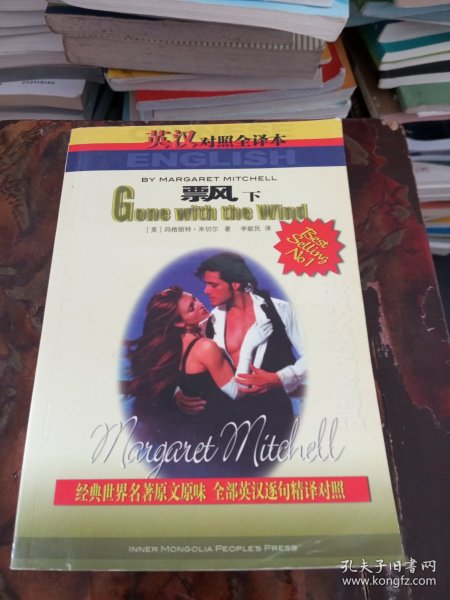 英汉对照全译本
ENGLISH
BY MARGARET MITCHELL
飘风 下
Gone with the Wind
［美］玛格丽特·米切尔 著 李献民 译
Best
Sellers
No 1
Margaret Mitchell
经典世界名著原文原味 全部英汉逐句精译对照
INNER MONGOLIA PEOPLE'S PRESS
孔夫子旧书网
www.kongfz.com